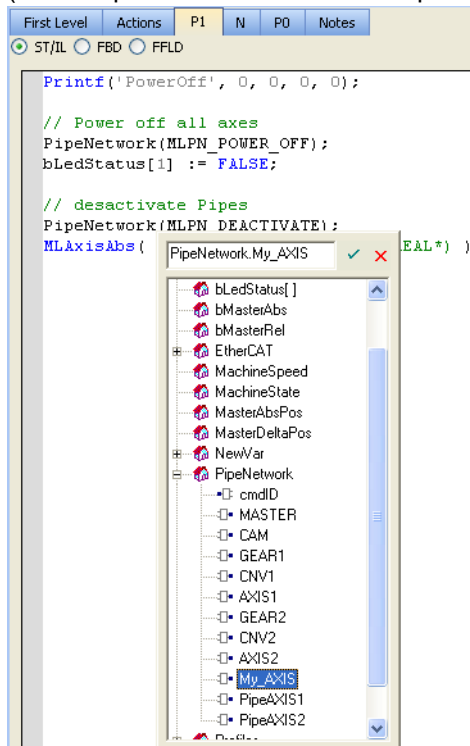 First Level Actions P1 N P0 Notes
ST/IL FBD FFLD
Printf('PowerOff', 0, 0, 0, 0);
// Power off all axes
PipeNetwork(MLPN_POWER_OFF);
bLedStatus[1] := FALSE;
// desactivate Pipes
PipeNetwork(MLPN_DEACTIVATE);
MLAxisAbs( EAL*) )
PipeNetwork.My_AXIS
bLedStatus[ ]
bMasterAbs
bMasterRel
EtherCAT
MachineSpeed
MachineState
MasterAbsPos
MasterDeltaPos
NewVar
PipeNetwork
cmdID
MASTER
CAM
GEAR1
CNV1
AXIS1
GEAR2
CNV2
AXIS2
My_AXIS
PipeAXIS1
PipeAXIS2